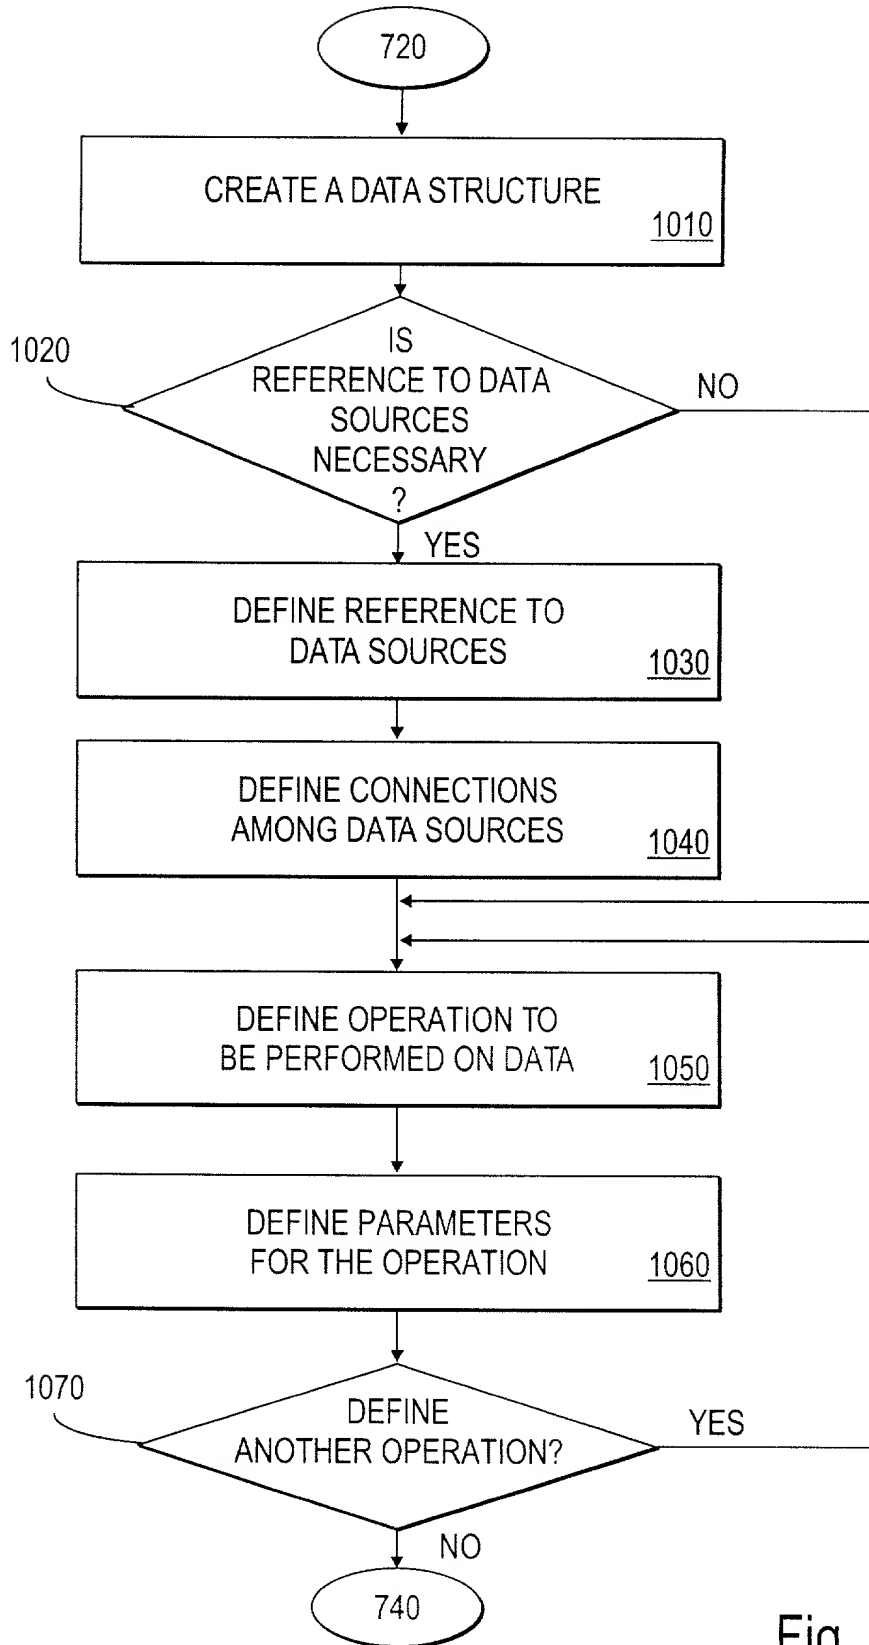 720
CREATE A DATA STRUCTURE
1010
1020
IS
REFERENCE TO DATA
SOURCES
NECESSARY
?
NO
YES
DEFINE REFERENCE TO
DATA SOURCES
1030
DEFINE CONNECTIONS
AMONG DATA SOURCES
1040
DEFINE OPERATION TO
BE PERFORMED ON DATA
1050
DEFINE PARAMETERS
FOR THE OPERATION
1060
1070
DEFINE
ANOTHER OPERATION?
YES
NO
740
Fig